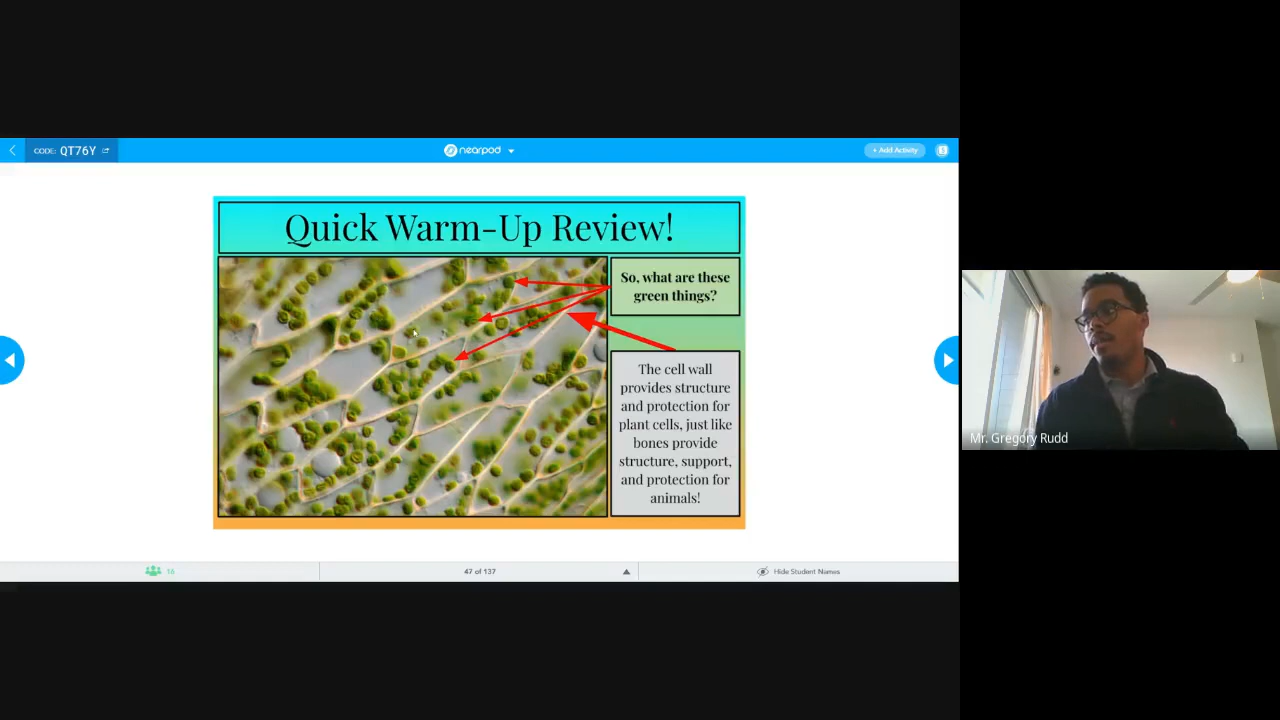 CODE: QT76Y
nearpod
+ Add Activity
Quick Warm-Up Review!
So, what are these
green things?
The cell wall
provides structure
and protection for
plant cells, just like
bones provide
structure, support,
and protection for
animals!
Mr. Gregory Rudd
16
47 of 137
Hide Student Names